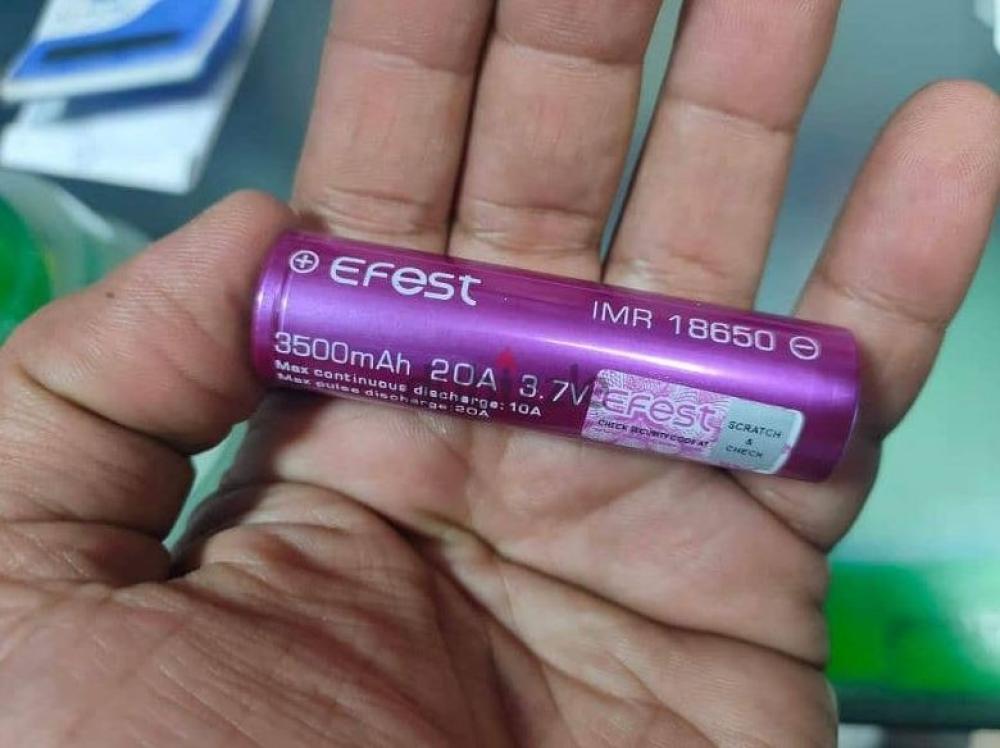 ⊕ Efest
IMR 18650 ⊖
3500mAh 20A 3.7V
Max continuous discharge: 10A
Max pulse discharge:20A
Efest
CHECK SECURITY CODE AT
SCRATCH
&
CHECK